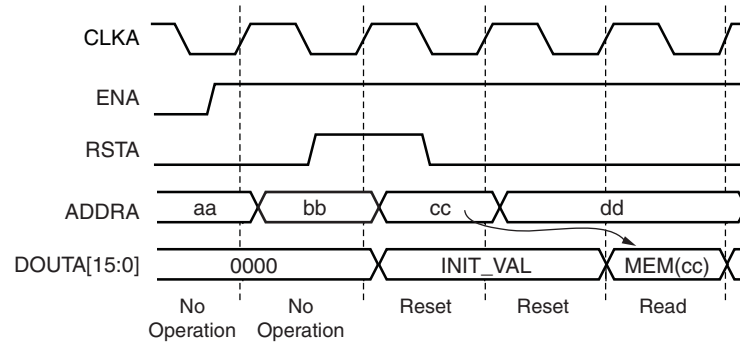 CLKA
ENA
RSTA
ADDRA aa bb cc dd
DOUTA[15:0] 0000 INIT_VAL MEM(cc)
No Operation No Operation Reset Reset Read